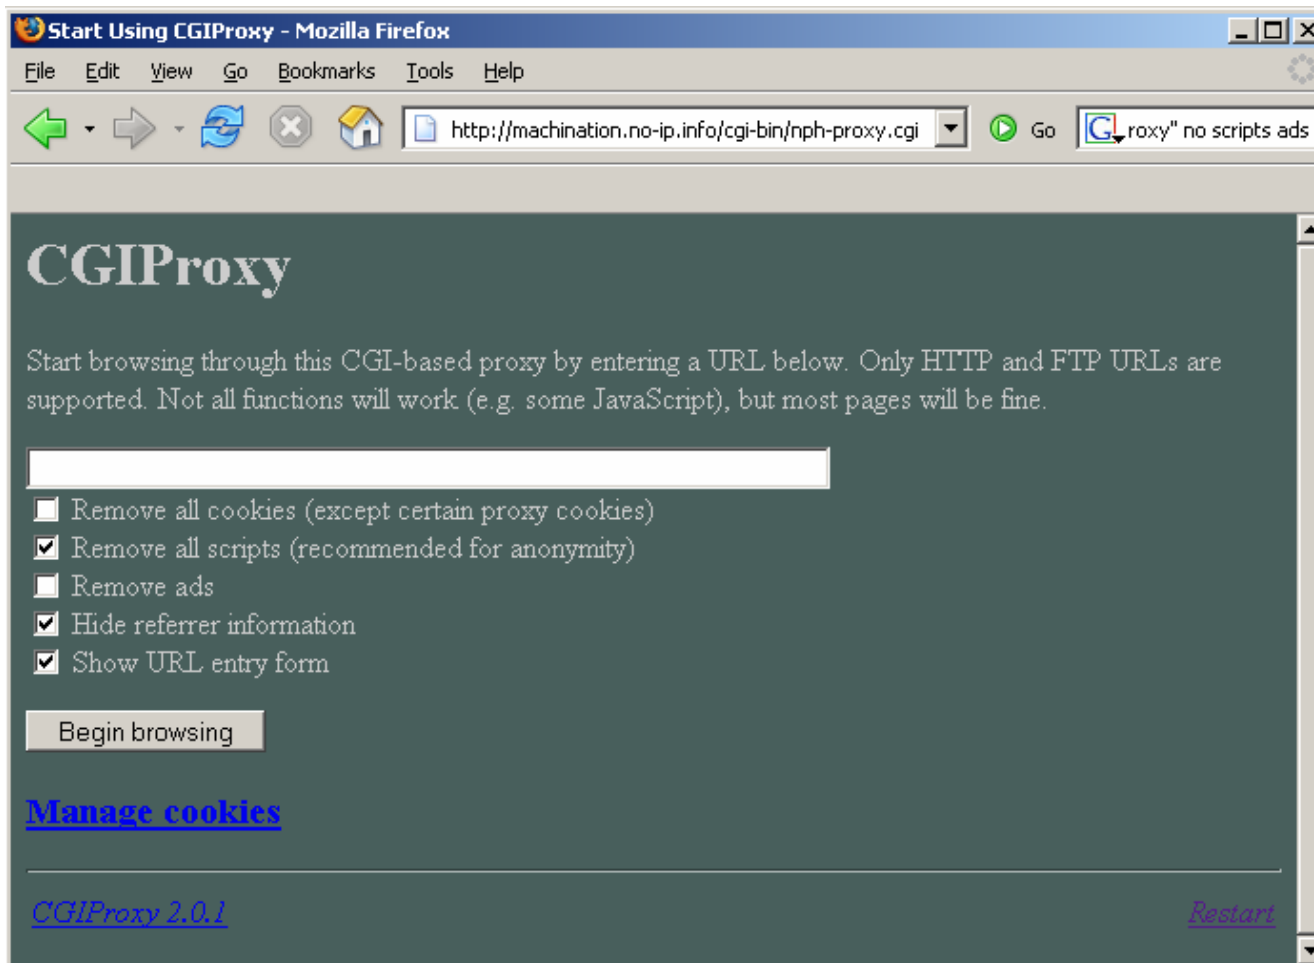 Start Using CGIProxy - Mozilla Firefox
File Edit View Go Bookmarks Tools Help
http://machination.no-ip.info/cgi-bin/nph-proxy.cgi Go G roxy" no scripts ads
CGIProxy
Start browsing through this CGI-based proxy by entering a URL below. Only HTTP and FTP URLs are
supported. Not all functions will work (e.g. some JavaScript), but most pages will be fine.
Remove all cookies (except certain proxy cookies)
Remove all scripts (recommended for anonymity)
Remove ads
Hide referrer information
Show URL entry form
Begin browsing
Manage cookies
CGIProxy 2.0.1 Restart